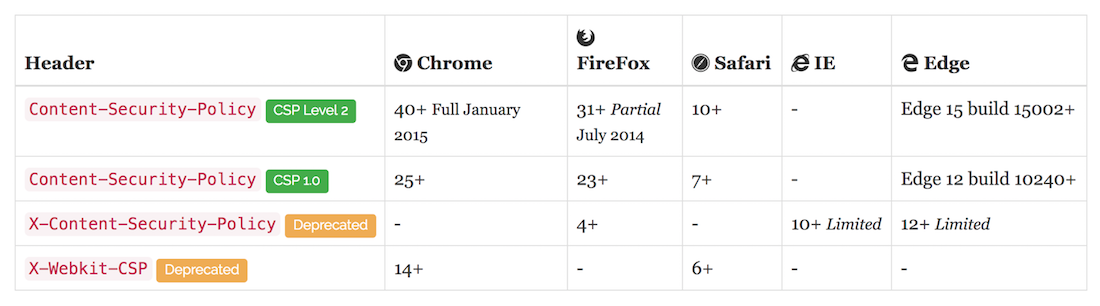 Header Chrome FireFox Safari IE Edge
Content-Security-Policy CSP Level 2 40+ Full January 2015 31+ Partial July 2014 10+ - Edge 15 build 15002+
Content-Security-Policy CSP 1.0 25+ 23+ 7+ - Edge 12 build 10240+
X-Content-Security-Policy Deprecated - 4+ - 10+ Limited 12+ Limited
X-Webkit-CSP Deprecated 14+ - 6+ - -